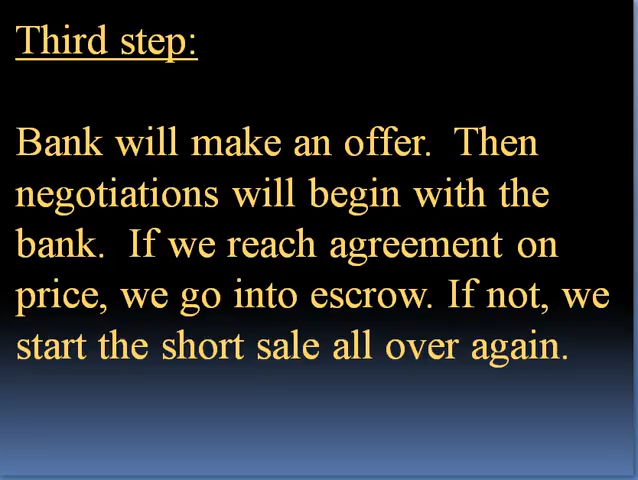 Third step:
Bank will make an offer.  Then
negotiations will begin with the
bank.  If we reach agreement on
price, we go into escrow. If not, we
start the short sale all over again.